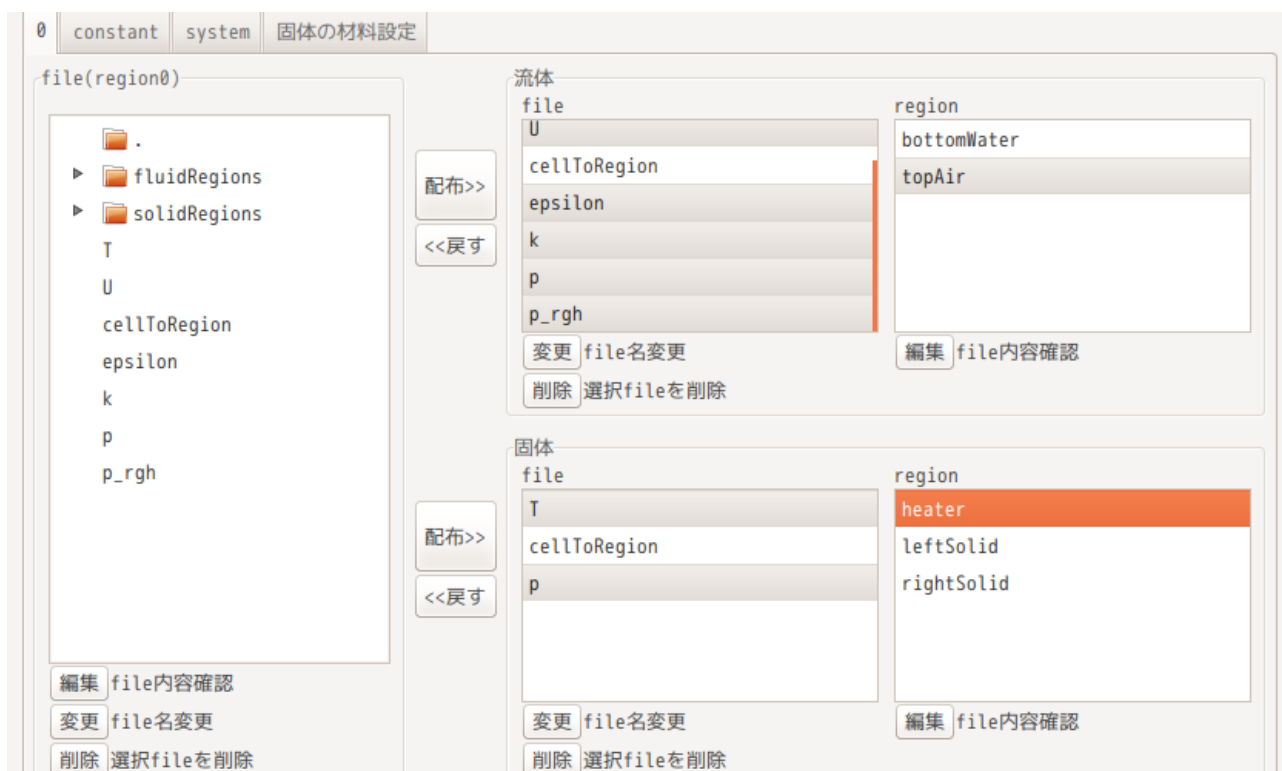 0 constant system 固体の材料設定
file(region0)
.
fluidRegions
solidRegions
T
U
cellToRegion
epsilon
k
p
p_rgh
編集 file内容確認
変更 file名変更
削除 選択fileを削除
配布>>
<<戻す
配布>>
<<戻す
流体
file
U
cellToRegion
epsilon
k
p
p_rgh
変更 file名変更
削除 選択fileを削除
region
bottomWater
topAir
編集 file内容確認
固体
file
T
cellToRegion
p
変更 file名変更
削除 選択fileを削除
region
heater
leftSolid
rightSolid
編集 file内容確認